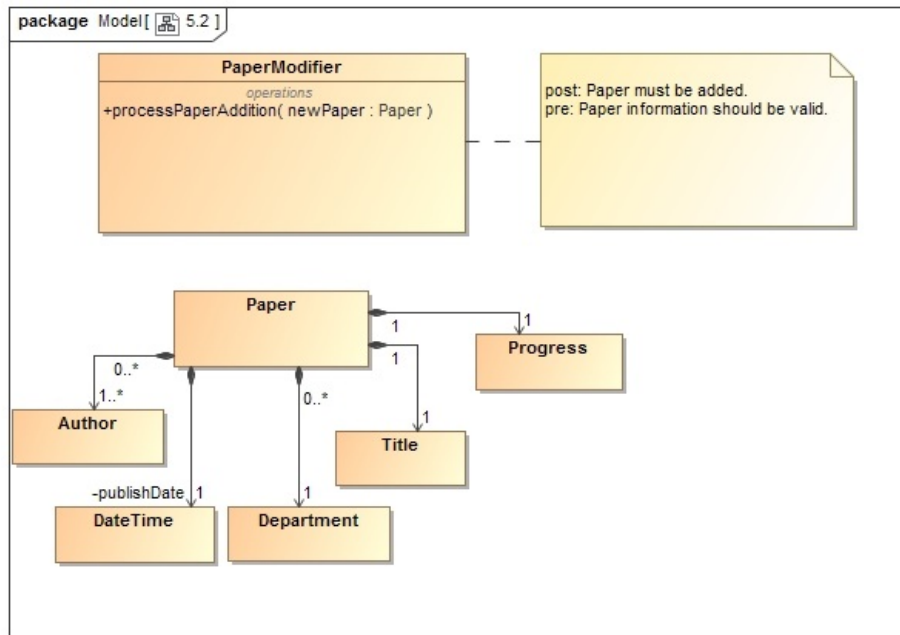 package Model[ 5.2 ]
PaperModifier
operations
+processPaperAddition( newPaper : Paper )
post: Paper must be added.
pre: Paper information should be valid.
Paper
1
1
Progress
1
0..*
1..*
Author
0..*
1
Title
-publishDate 1
DateTime
1
Department